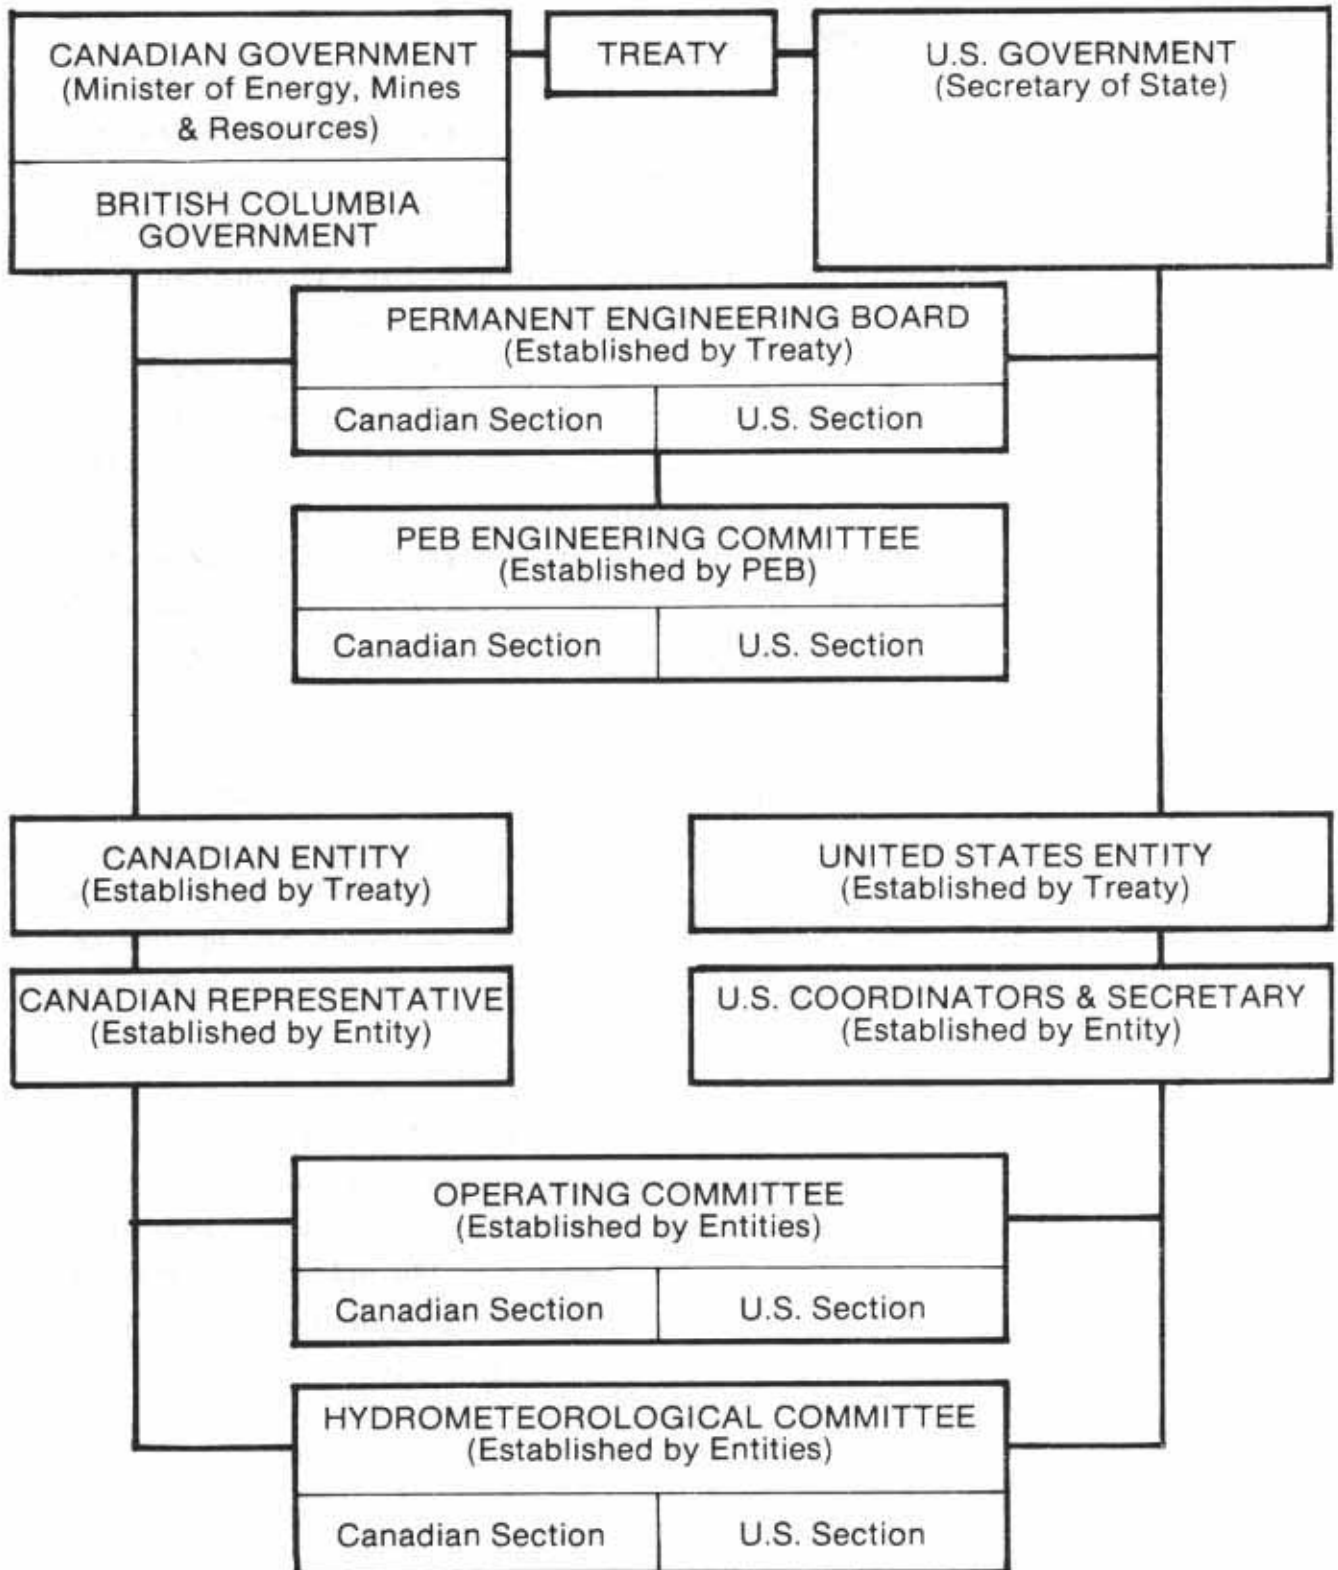 CANADIAN GOVERNMENT
(Minister of Energy, Mines
& Resources)
BRITISH COLUMBIA
GOVERNMENT
TREATY
U.S. GOVERNMENT
(Secretary of State)
PERMANENT ENGINEERING BOARD
(Established by Treaty)
Canadian Section
U.S. Section
PEB ENGINEERING COMMITTEE
(Established by PEB)
Canadian Section
U.S. Section
CANADIAN ENTITY
(Established by Treaty)
UNITED STATES ENTITY
(Established by Treaty)
CANADIAN REPRESENTATIVE
(Established by Entity)
U.S. COORDINATORS & SECRETARY
(Established by Entity)
OPERATING COMMITTEE
(Established by Entities)
Canadian Section
U.S. Section
HYDROMETEOROLOGICAL COMMITTEE
(Established by Entities)
Canadian Section
U.S. Section